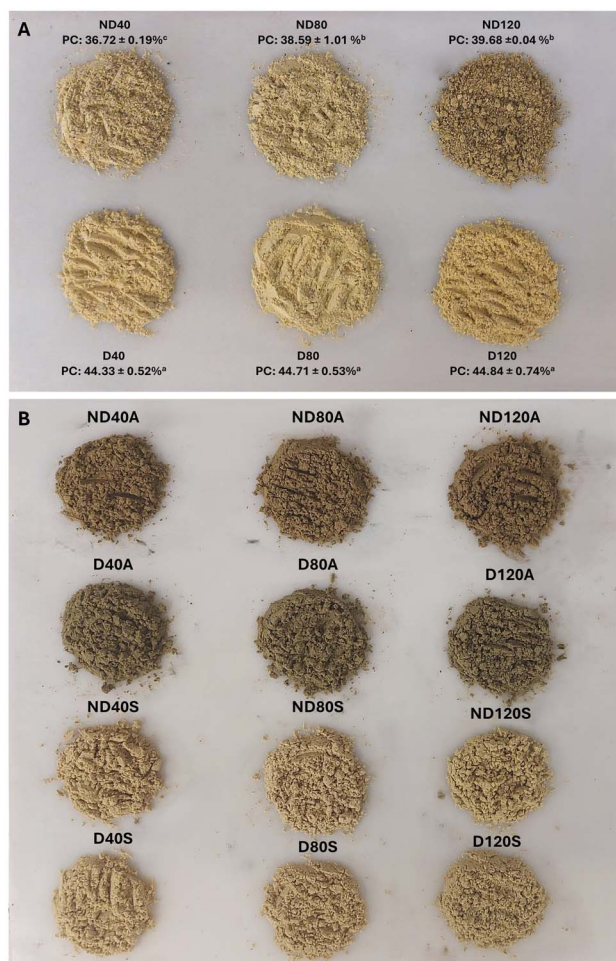 A
ND40 ND80 ND120
PC: 36.72 ± 0.19%ᶜ PC: 38.59 ± 1.01 %ᵇ PC: 39.68 ±0.04 %ᵇ
D40 D80 D120
PC: 44.33 ± 0.52%ᵃ PC: 44.71 ± 0.53%ᵃ PC: 44.84 ± 0.74%ᵃ
B
ND40A ND80A ND120A
D40A D80A D120A
ND40S ND80S ND120S
D40S D80S D120S